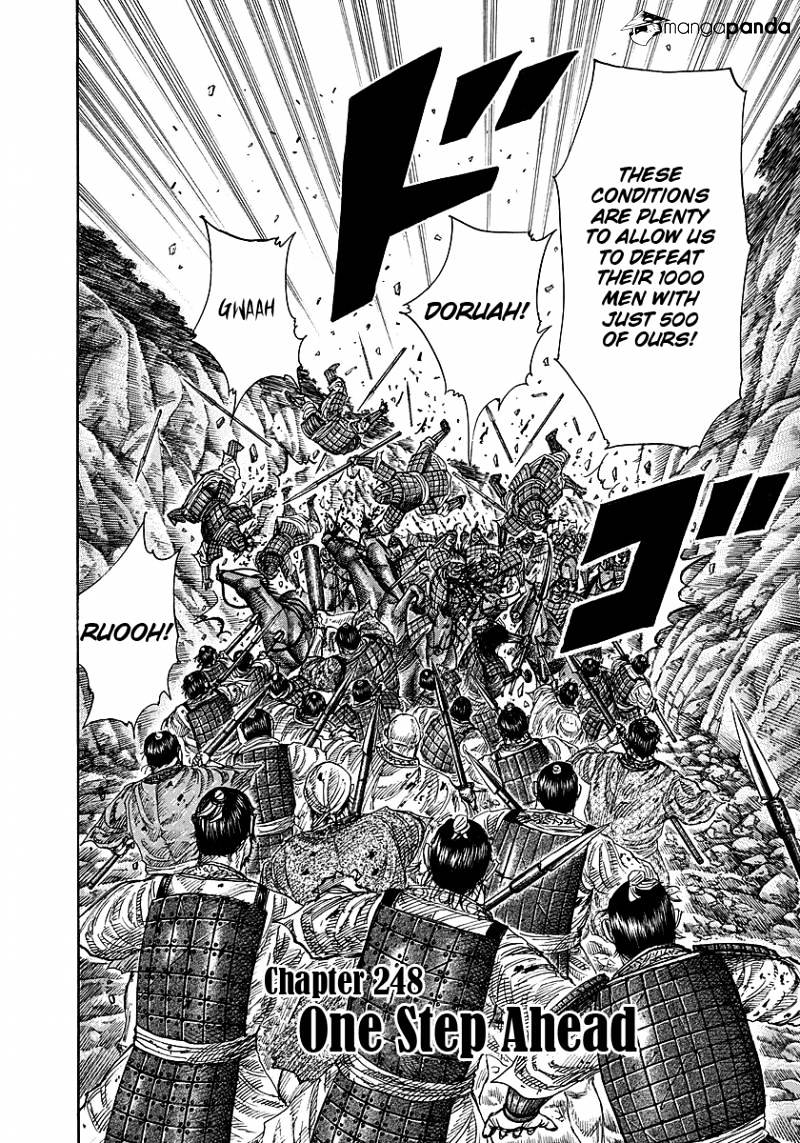 mangapanda
THESE
CONDITIONS
ARE PLENTY
TO ALLOW US
TO DEFEAT
THEIR 1000
MEN WITH
JUST 500
OF OURS!
ド
DORUAH!
GWAAH
ゴ
RUOOH!
Chapter 248
One Step Ahead